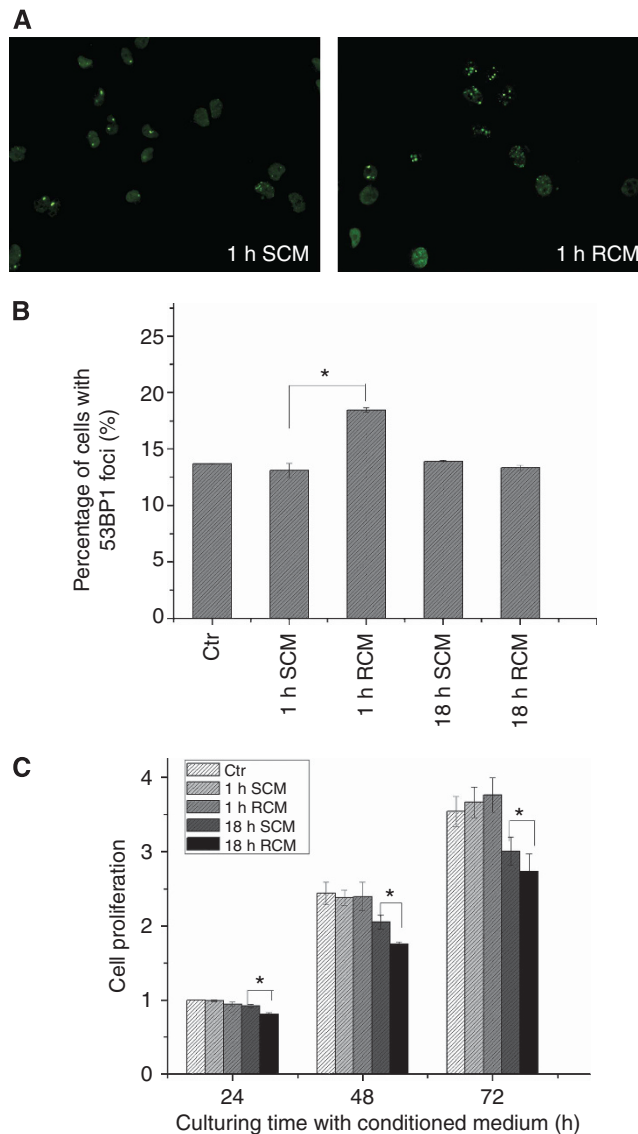 A
1 h SCM
1 h RCM
B
Percentage of cells with
53BP1 foci (%)
25
20
15
10
5
0
*
Ctr
1 h SCM
1 h RCM
18 h SCM
18 h RCM
C
Cell proliferation
4
3
2
1
0
Ctr
1 h SCM
1 h RCM
18 h SCM
18 h RCM
*
*
*
24
48
72
Culturing time with conditioned medium (h)